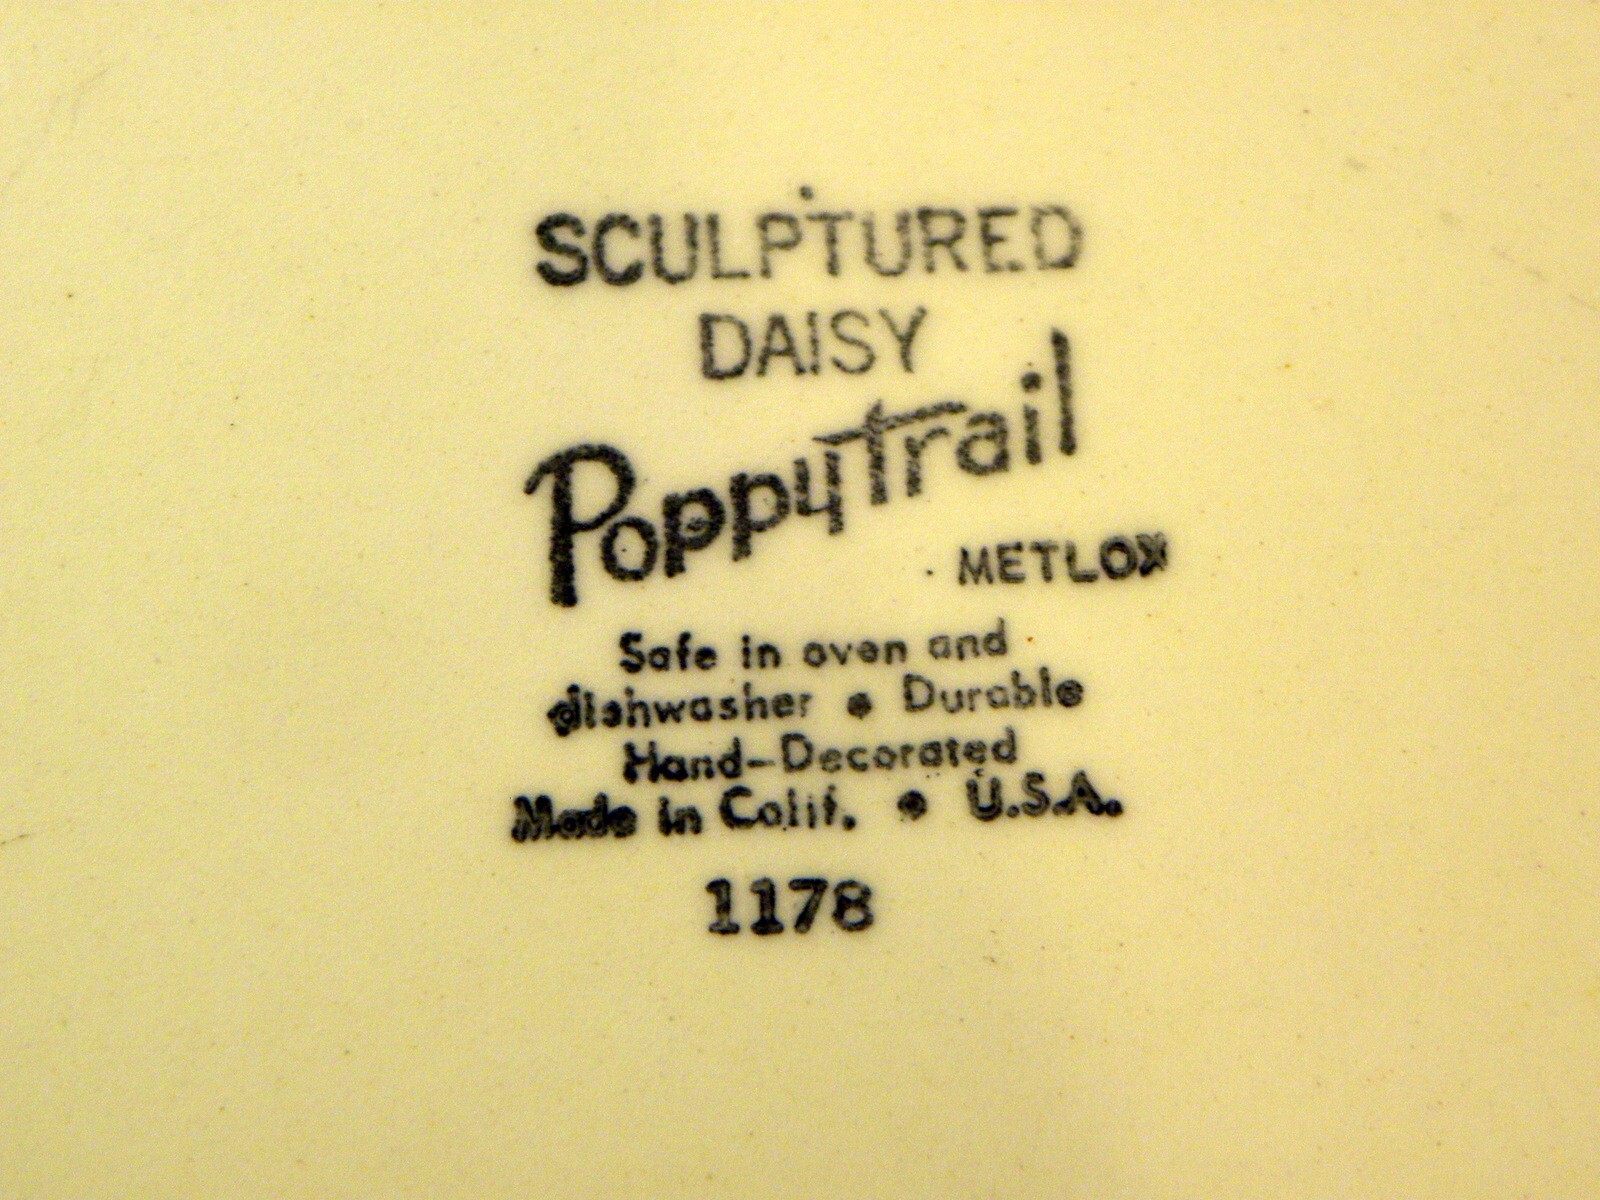 SCULPTURED
DAISY
PoppyTrail
METLOX
Safe in oven and
dishwasher • Durable
Hand-Decorated
Made in Calif. • U.S.A.
1178